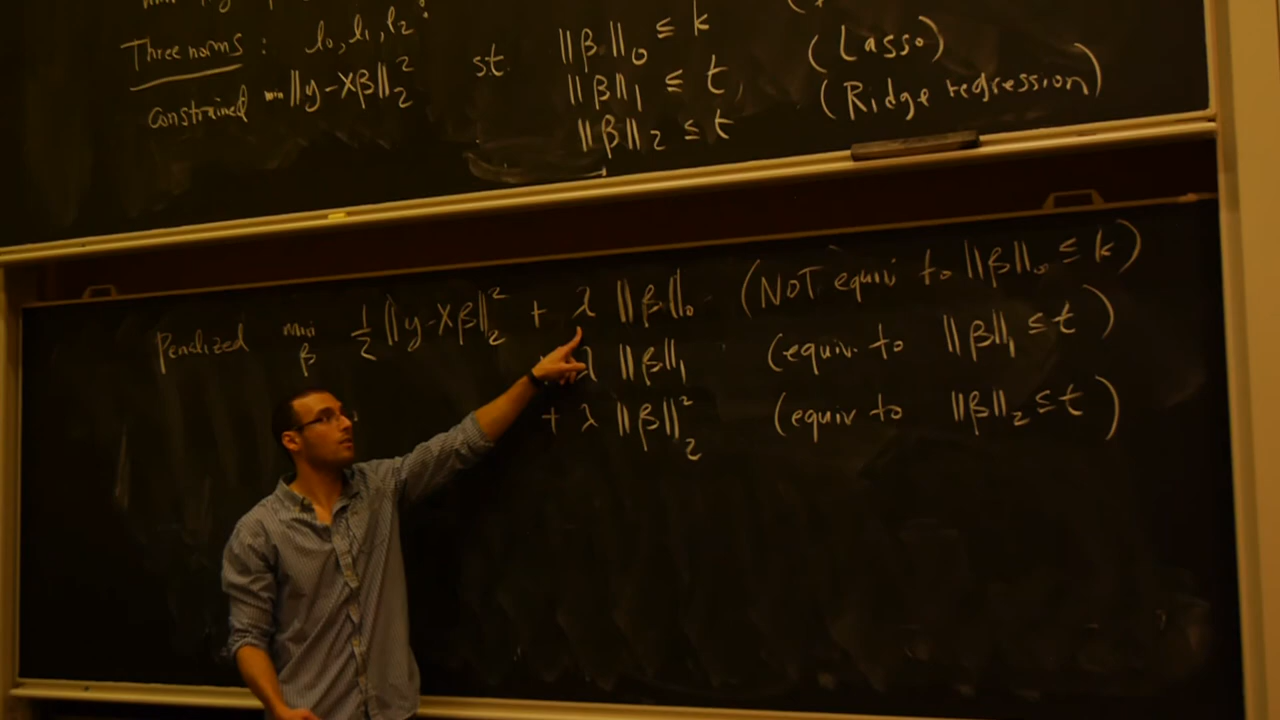 Three norms: l₀, l₁, l₂.
constrained min ||y-Xβ||₂² st. ||β||₀ ≤ k
||β||₁ ≤ t, (Lasso)
||β||₂ ≤ t (Ridge regression)
Penalized min β ½||y-Xβ||₂² + λ ||β||₀ (NOT equiv to ||β||₀ ≤ k)
λ ||β||₁ (equiv. to ||β||₁ ≤ t)
+ λ ||β||₂² (equiv to ||β||₂ ≤ t)